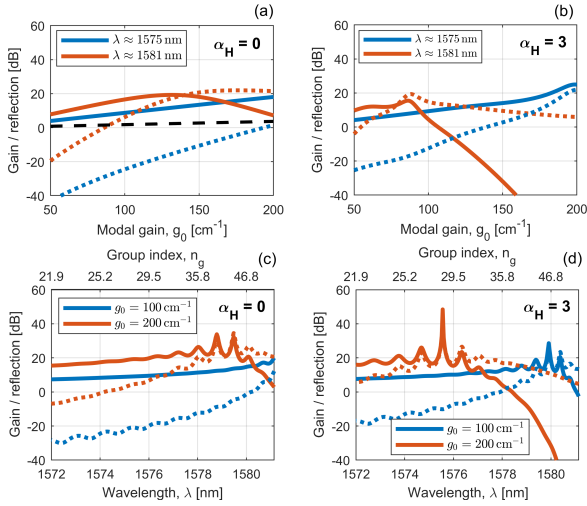 (a)
Gain / reflection [dB]
60
40
20
0
20
40
λ ≈ 1575 nm
λ ≈ 1581 nm
α_H = 0
50
100
150
200
Modal gain, g_0 [cm^-1]
(b)
Gain / reflection [dB]
60
40
20
0
20
40
λ ≈ 1575 nm
λ ≈ 1581 nm
α_H = 3
50
100
150
200
Modal gain, g_0 [cm^-1]
Group index, n_g
(c)
21.9
25.2
29.5
35.8
46.8
Gain / reflection [dB]
60
40
20
0
20
40
g_0 = 100 cm^-1
g_0 = 200 cm^-1
α_H = 0
1572
1574
1576
1578
1580
Wavelength, λ [nm]
Group index, n_g
(d)
21.9
25.2
29.5
35.8
46.8
Gain / reflection [dB]
60
40
20
0
20
40
α_H = 3
g_0 = 100 cm^-1
g_0 = 200 cm^-1
1572
1574
1576
1578
1580
Wavelength, λ [nm]